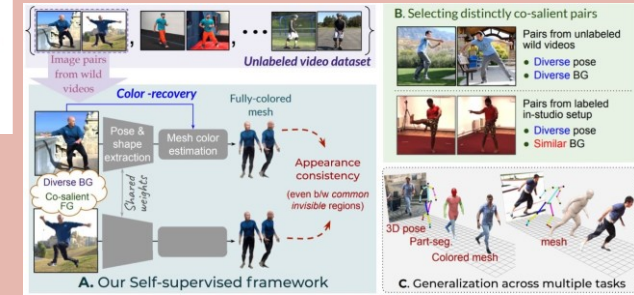 Unlabeled video dataset
Image pairs
from wild
videos
Color -recovery
Fully-colored
mesh
Pose &
shape
extraction
Mesh color
estimation
Diverse BG
Co-salient
FG
Shared
weights
Appearance
consistency
(even b/w common
invisible regions)
A. Our Self-supervised framework
B. Selecting distinctly co-salient pairs
Pairs from unlabeled
wild videos
Diverse pose
Diverse BG
Pairs from labeled
in-studio setup
Diverse pose
Similar BG
3D pose
Part-seg.
Colored mesh
mesh
C. Generalization across multiple tasks